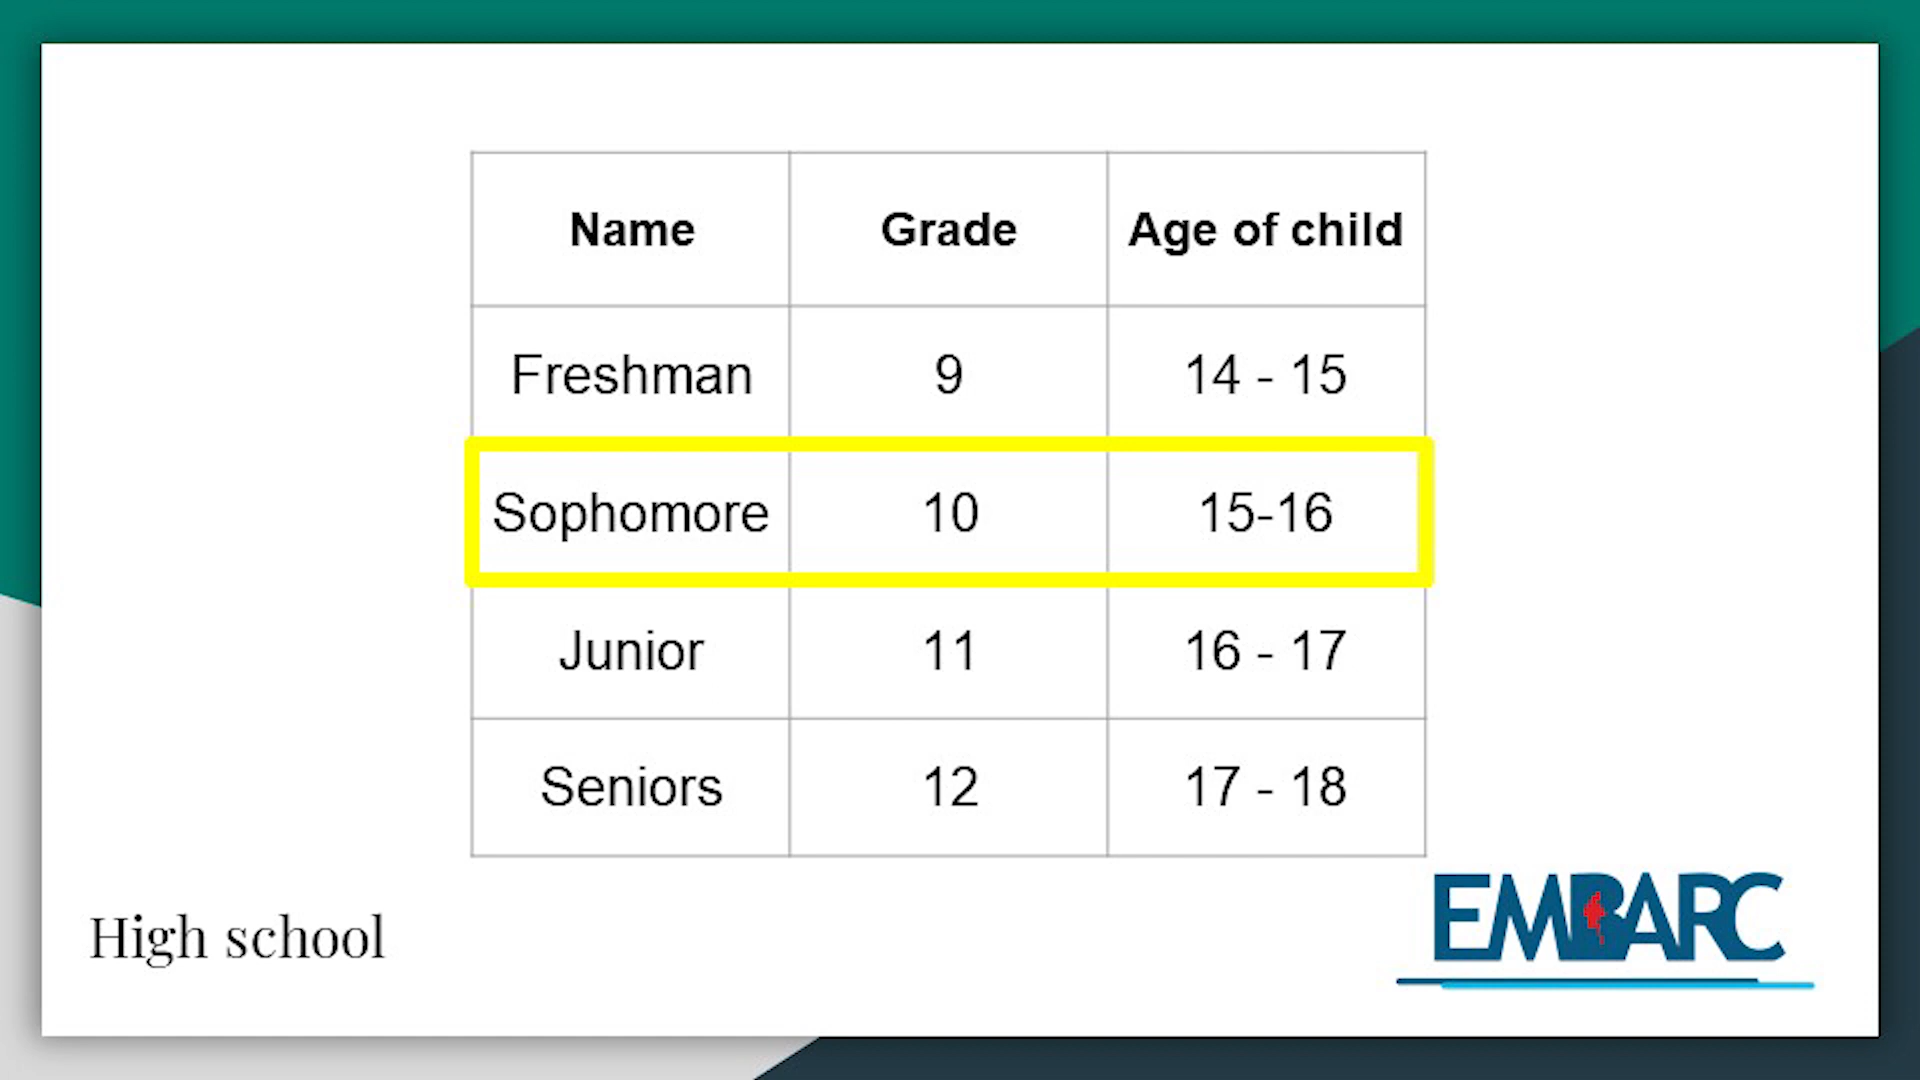 Name Grade Age of child
Freshman 9 14 - 15
Sophomore 10 15-16
Junior 11 16 - 17
Seniors 12 17 - 18
High school
EMBARC